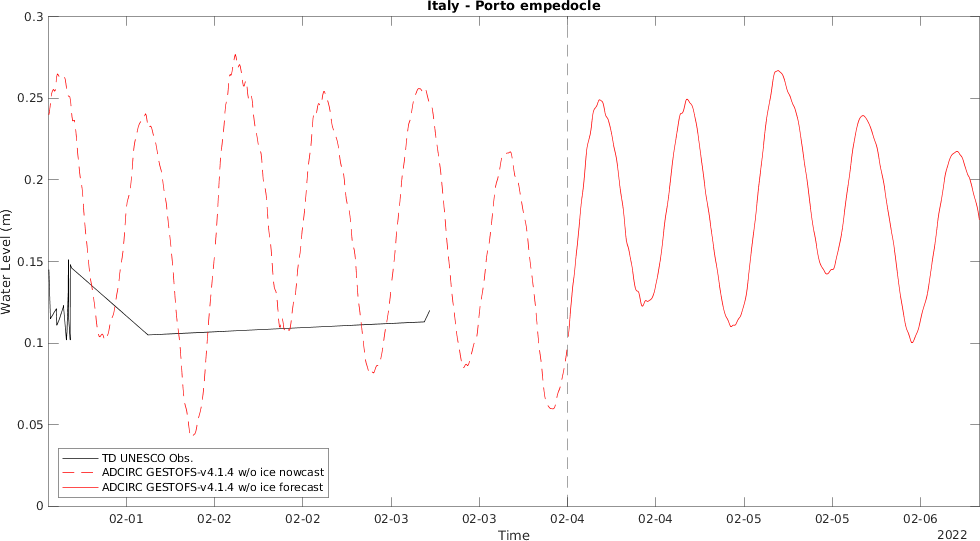 Italy - Porto empedocle
0.3
0.25
0.2
0.15
0.1
0.05
0
Water Level (m)
TD UNESCO Obs.
ADCIRC GESTOFS-v4.1.4 w/o ice nowcast
ADCIRC GESTOFS-v4.1.4 w/o ice forecast
02-01 02-02 02-02 02-03 02-03 02-04 02-04 02-05 02-05 02-06
Time
2022